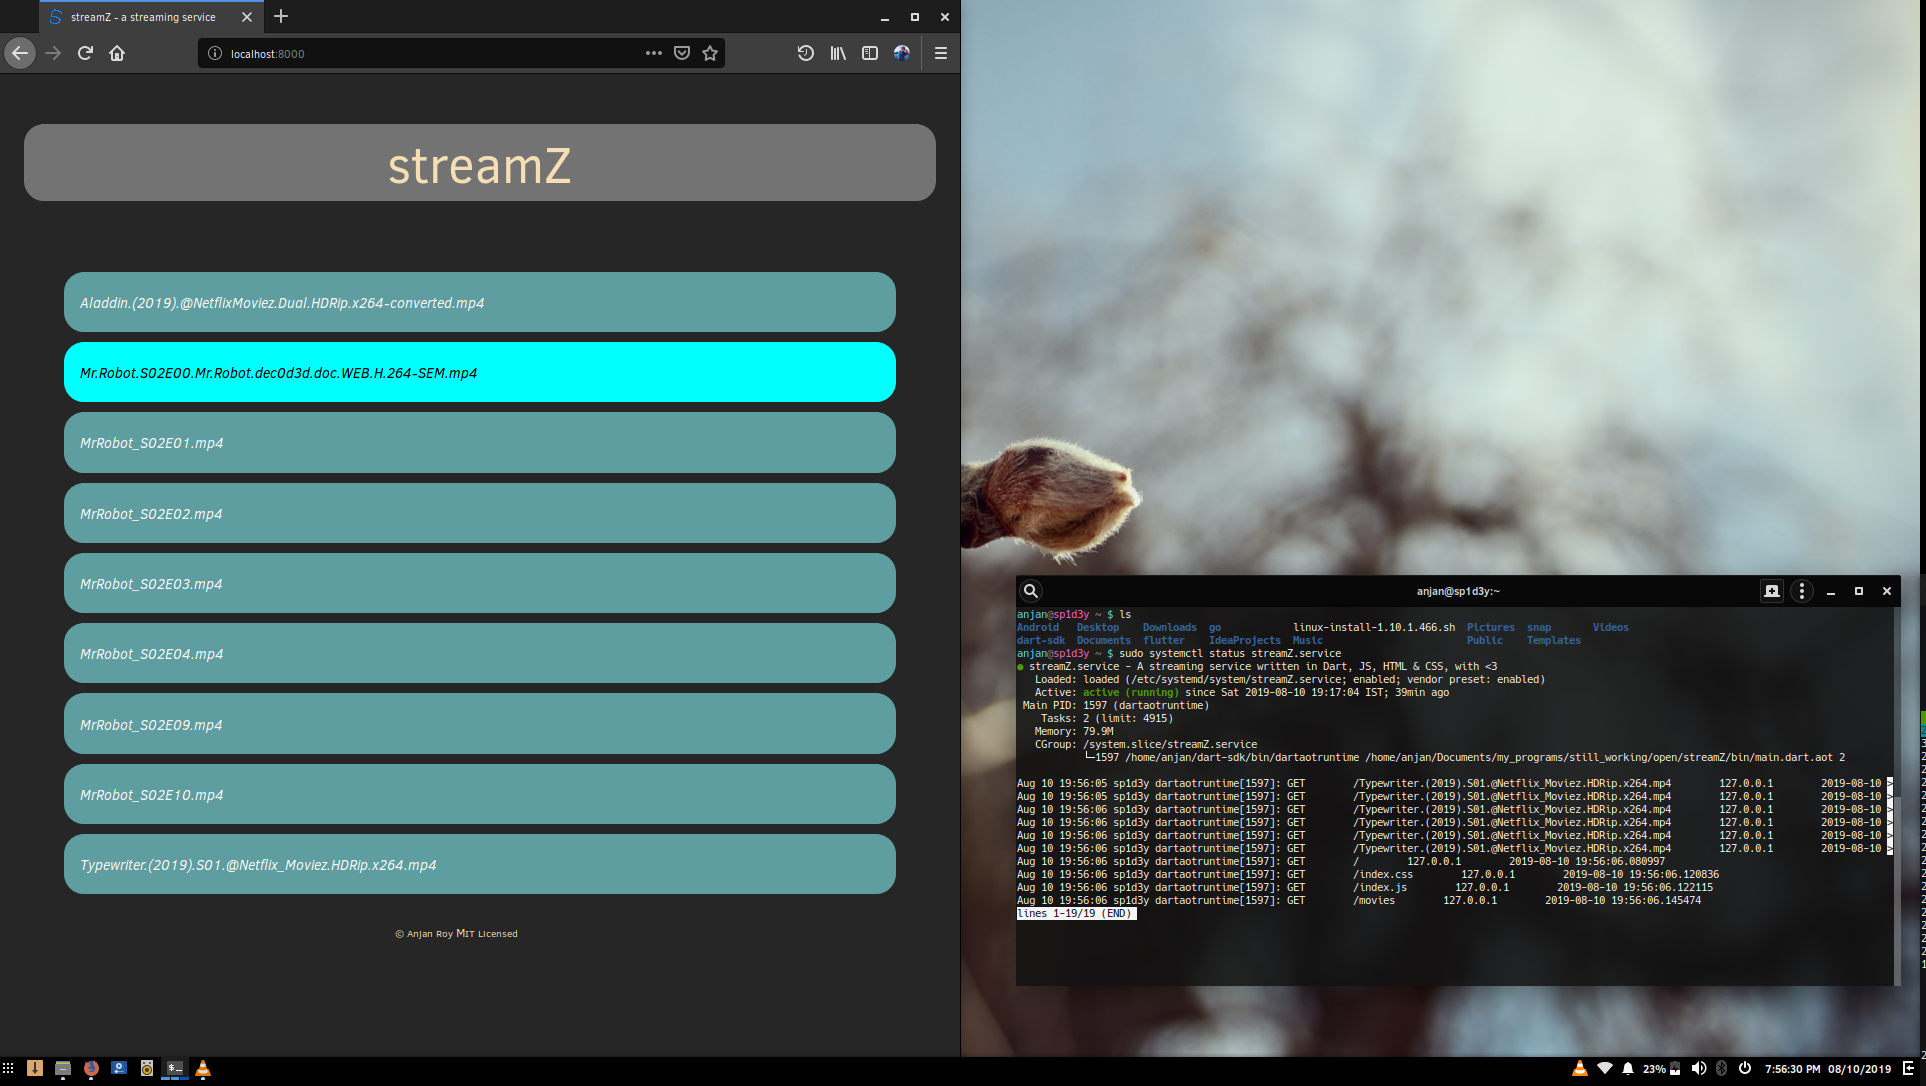 streamZ - a streaming service
localhost:8000
streamZ
Aladdin.(2019).@NetflixMoviez.Dual.HDRip.x264-converted.mp4
Mr.Robot.S02E00.Mr.Robot.dec0d3d.doc.WEB.H.264-SEM.mp4
MrRobot_S02E01.mp4
MrRobot_S02E02.mp4
MrRobot_S02E03.mp4
MrRobot_S02E04.mp4
MrRobot_S02E09.mp4
MrRobot_S02E10.mp4
Typewriter.(2019).S01.@Netflix_Moviez.HDRip.x264.mp4
© Anjan Roy MIT Licensed
anjan@sp1d3y:~
anjan@sp1d3y ~ $ ls
Android Desktop Downloads go linux-install-1.10.1.466.sh Pictures snap Videos
dart-sdk Documents flutter IdeaProjects Music Public Templates
anjan@sp1d3y ~ $ sudo systemctl status streamZ.service
● streamZ.service - A streaming service written in Dart, JS, HTML & CSS, with <3
Loaded: loaded (/etc/systemd/system/streamZ.service; enabled; vendor preset: enabled)
Active: active (running) since Sat 2019-08-10 19:17:04 IST; 39min ago
Main PID: 1597 (dartaotruntime)
Tasks: 2 (limit: 4915)
Memory: 79.9M
CGroup: /system.slice/streamZ.service
└─1597 /home/anjan/dart-sdk/bin/dartaotruntime /home/anjan/Documents/my_programs/still_working/open/streamZ/bin/main.dart.aot 2
Aug 10 19:56:05 sp1d3y dartaotruntime[1597]: GET /Typewriter.(2019).S01.@Netflix_Moviez.HDRip.x264.mp4 127.0.0.1 2019-08-10 >
Aug 10 19:56:05 sp1d3y dartaotruntime[1597]: GET /Typewriter.(2019).S01.@Netflix_Moviez.HDRip.x264.mp4 127.0.0.1 2019-08-10 >
Aug 10 19:56:06 sp1d3y dartaotruntime[1597]: GET /Typewriter.(2019).S01.@Netflix_Moviez.HDRip.x264.mp4 127.0.0.1 2019-08-10 >
Aug 10 19:56:06 sp1d3y dartaotruntime[1597]: GET /Typewriter.(2019).S01.@Netflix_Moviez.HDRip.x264.mp4 127.0.0.1 2019-08-10 >
Aug 10 19:56:06 sp1d3y dartaotruntime[1597]: GET /Typewriter.(2019).S01.@Netflix_Moviez.HDRip.x264.mp4 127.0.0.1 2019-08-10 >
Aug 10 19:56:06 sp1d3y dartaotruntime[1597]: GET /Typewriter.(2019).S01.@Netflix_Moviez.HDRip.x264.mp4 127.0.0.1 2019-08-10 >
Aug 10 19:56:06 sp1d3y dartaotruntime[1597]: GET / 127.0.0.1 2019-08-10 19:56:06.080997
Aug 10 19:56:06 sp1d3y dartaotruntime[1597]: GET /index.css 127.0.0.1 2019-08-10 19:56:06.120836
Aug 10 19:56:06 sp1d3y dartaotruntime[1597]: GET /index.js 127.0.0.1 2019-08-10 19:56:06.122115
Aug 10 19:56:06 sp1d3y dartaotruntime[1597]: GET /movies 127.0.0.1 2019-08-10 19:56:06.145474
lines 1-19/19 (END)
23% 7:56:30 PM 08/10/2019